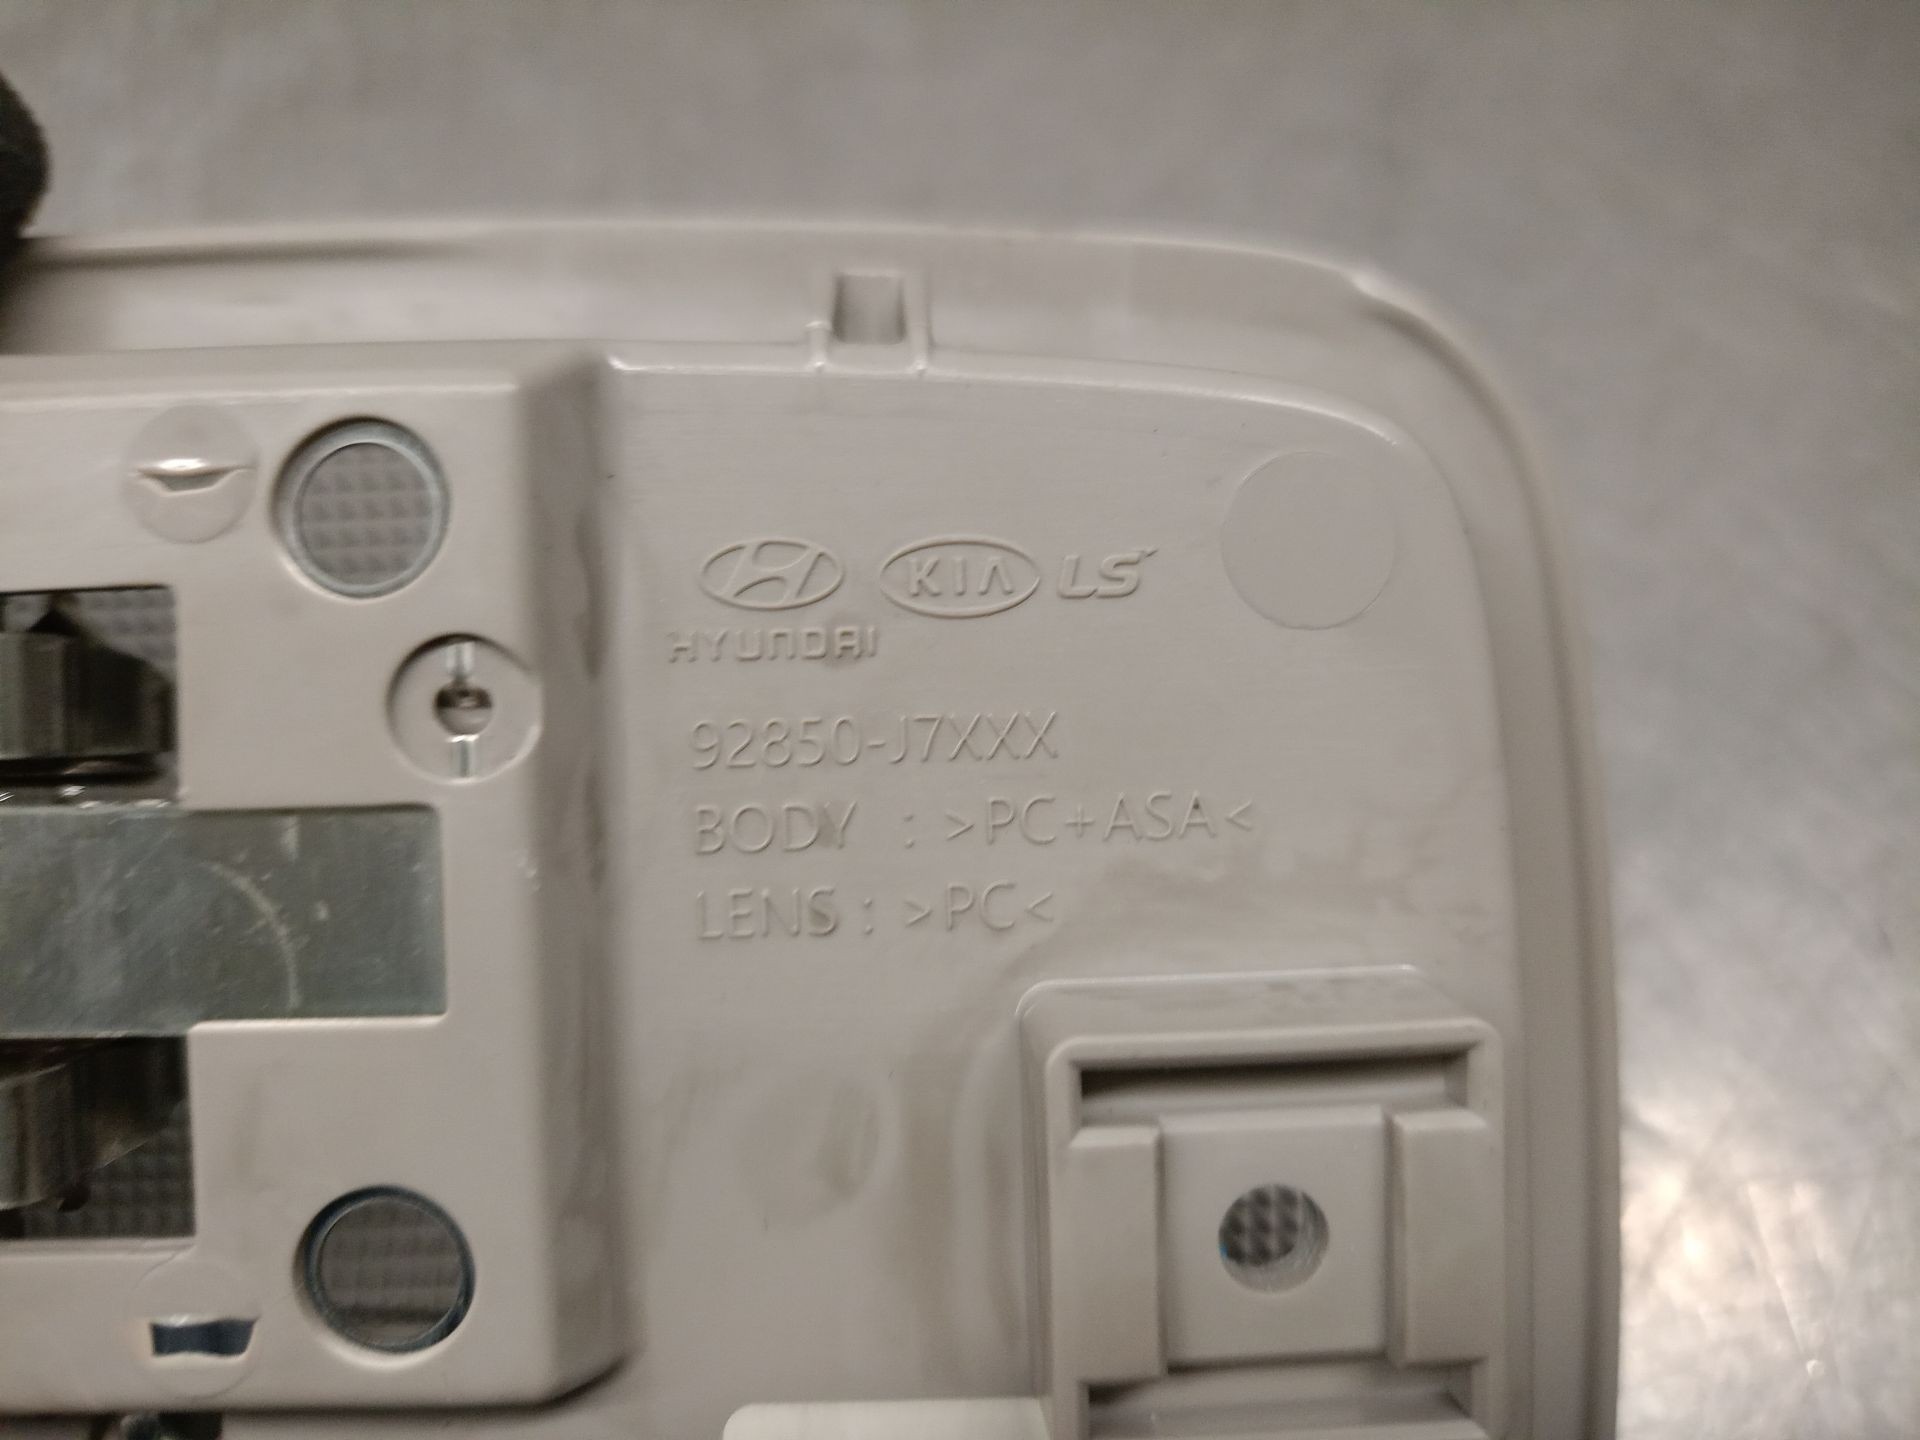 KIA LS
HYUNDAI
92850-J7XXX
BODY : >PC+ASA<
LENS : >PC<